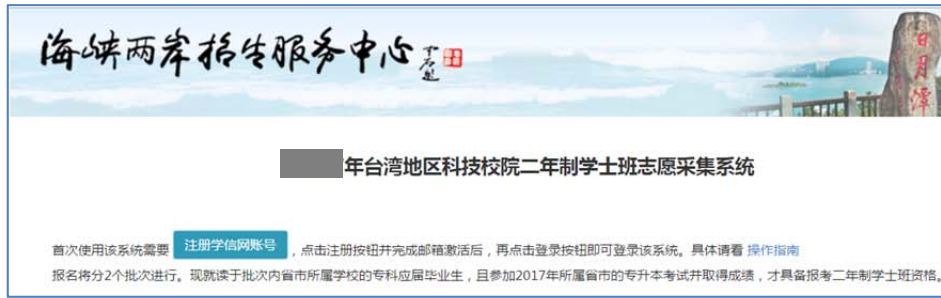 海峡两岸招生服务中心
日月潭
年台湾地区科技校院二年制学士班志愿采集系统
首次使用该系统需要 注册学信网账号 ，点击注册按钮并完成邮箱激活后，再点击登录按钮即可登录该系统。具体请看 操作指南
报名将分2个批次进行。现就读于批次内省市所属学校的专科应届毕业生，且参加2017年所属省市的专升本考试并取得成绩，才具备报考二年制学士班资格。